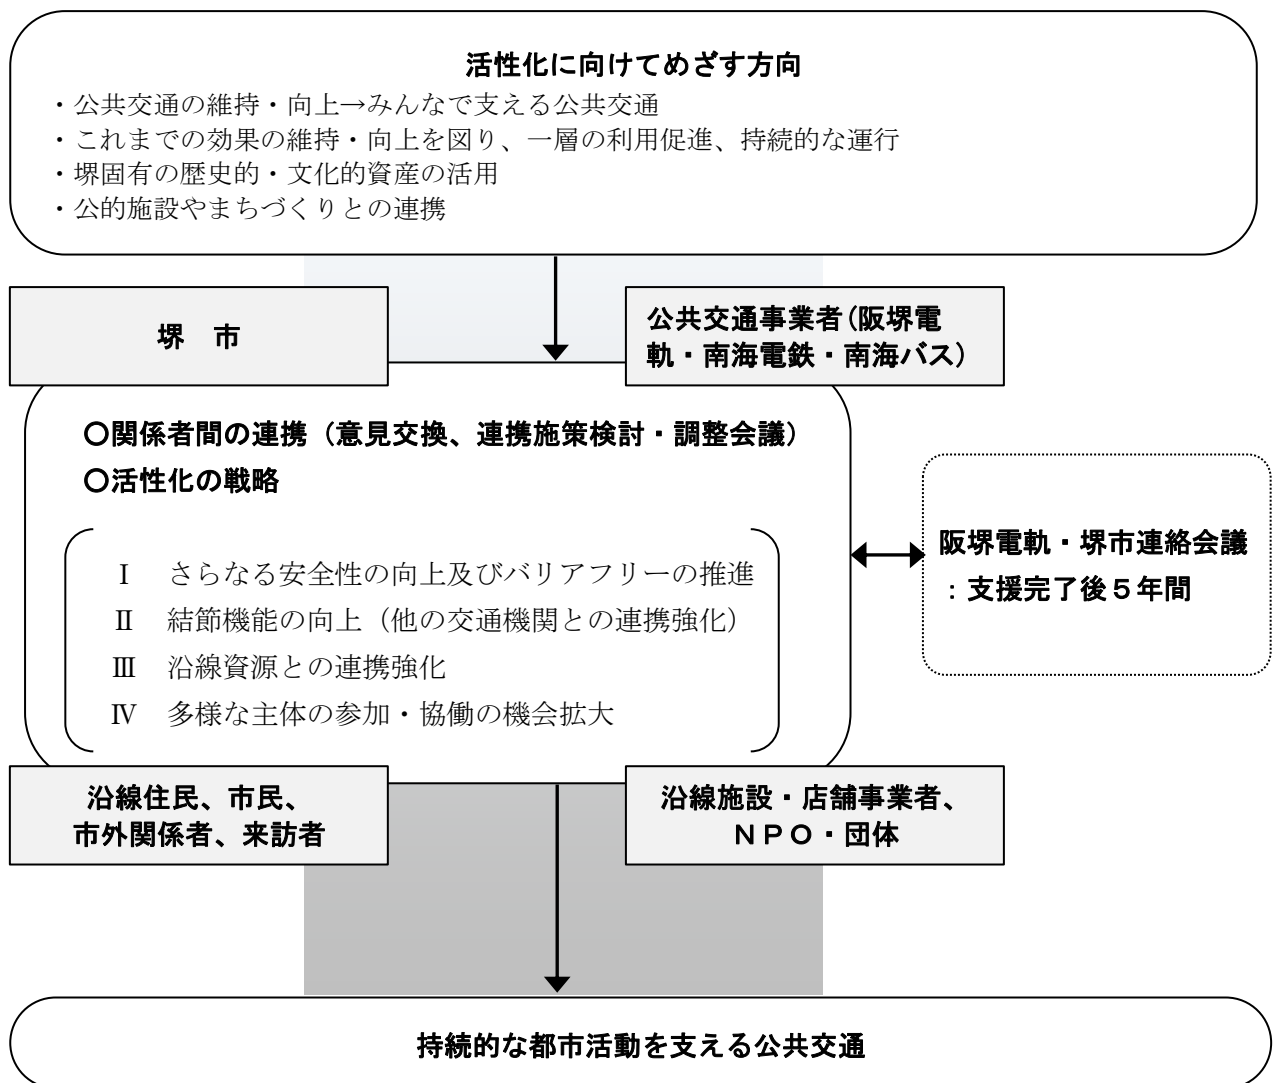 活性化に向けてめざす方向
・公共交通の維持・向上→みんなで支える公共交通
・これまでの効果の維持・向上を図り、一層の利用促進、持続的な運行
・堺固有の歴史的・文化的資産の活用
・公的施設やまちづくりとの連携
堺　市
公共交通事業者(阪堺電
軌・南海電鉄・南海バス)
〇関係者間の連携（意見交換、連携施策検討・調整会議）
〇活性化の戦略
Ⅰ　さらなる安全性の向上及びバリアフリーの推進
Ⅱ　結節機能の向上（他の交通機関との連携強化）
Ⅲ　沿線資源との連携強化
Ⅳ　多様な主体の参加・協働の機会拡大
阪堺電軌・堺市連絡会議
：支援完了後５年間
沿線住民、市民、
市外関係者、来訪者
沿線施設・店舗事業者、
ＮＰＯ・団体
持続的な都市活動を支える公共交通